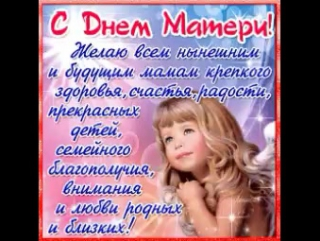 С Днем Матери!
Желаю всем нынешним
и будущим мамам крепкого
здоровья, счастья, радости,
прекрасных
детей,
семейного
благополучия,
внимания
и любви родных
и близких!